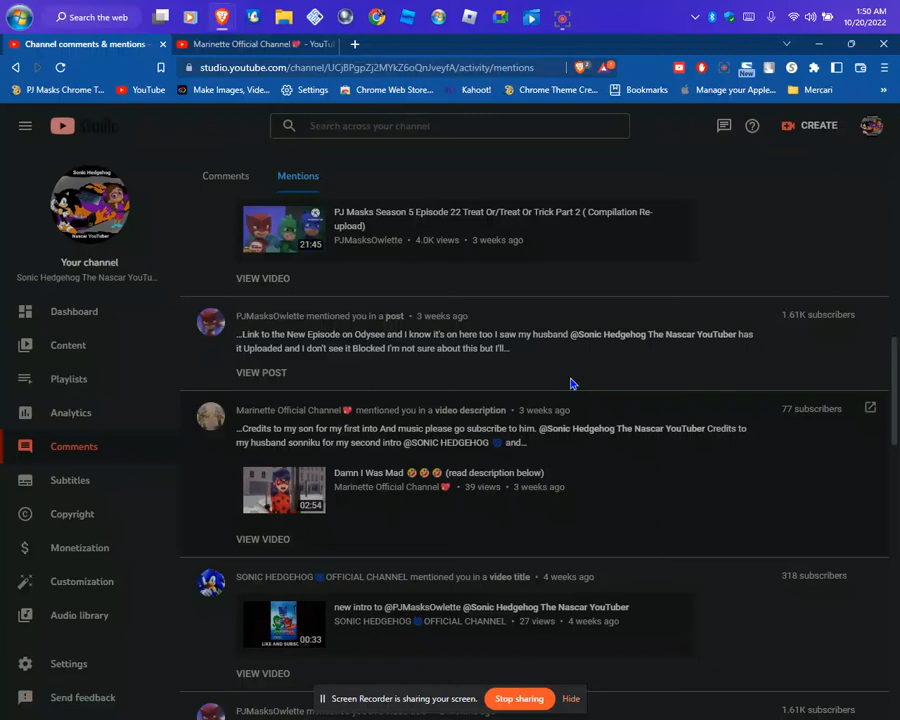 Search the web
1:50 AM
10/20/2022
Channel comments & mentions -
Marinette Official Channel💖 - YouTu
studio.youtube.com/channel/UCjBPgpZj2MYkZ6oQnJveyfA/activity/mentions
2
1
New
PJ Masks Chrome T...
YouTube
Make Images, Vide...
Settings
Chrome Web Store...
Kahoot!
Chrome Theme Cre...
Bookmarks
Manage your Apple...
Mercari
Studio
Search across your channel
CREATE
Sonic Hedgehog
Nascar YouTuber
Your channel
Sonic Hedgehog The Nascar YouTu...
Dashboard
Content
Playlists
Analytics
Comments
Subtitles
Copyright
Monetization
Customization
Audio library
Settings
Send feedback
Comments
Mentions
PJ Masks Season 5 Episode 22 Treat Or/Treat Or Trick Part 2 ( Compilation Re-
upload)
PJMasksOwlette • 4.0K views • 3 weeks ago
21:45
VIEW VIDEO
PJMasksOwlette mentioned you in a post • 3 weeks ago
1.61K subscribers
...Link to the New Episode on Odysee and I know it's on here too I saw my husband @Sonic Hedgehog The Nascar YouTuber has
it Uploaded and I don't see it Blocked I'm not sure about this but I'll...
VIEW POST
Marinette Official Channel💖 mentioned you in a video description • 3 weeks ago
77 subscribers
...Credits to my son for my first into And music please go subscribe to him. @Sonic Hedgehog The Nascar YouTuber Credits to
my husband sonniku for my second intro @SONIC HEDGEHOG 🌀 and...
Damn I Was Mad 🤣🤣🤣 (read description below)
Marinette Official Channel💖 • 39 views • 3 weeks ago
02:54
VIEW VIDEO
SONIC HEDGEHOG🌀OFFICIAL CHANNEL mentioned you in a video title • 4 weeks ago
318 subscribers
new intro to @PJMasksOwlette @Sonic Hedgehog The Nascar YouTuber
SONIC HEDGEHOG🌀OFFICIAL CHANNEL • 27 views • 4 weeks ago
00:33
VIEW VIDEO
Screen Recorder is sharing your screen.
Stop sharing
Hide
1.61K subscribers